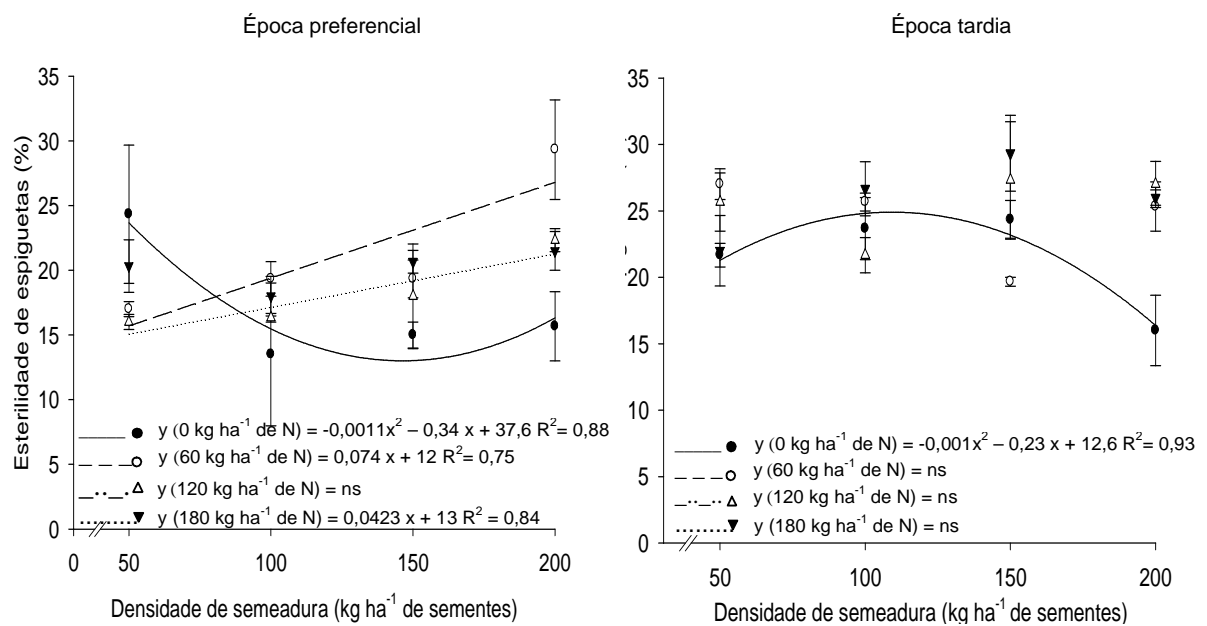 Época preferencial
Esterilidade de espiguetas (%)
35
30
25
20
15
10
5
0
0
50
100
150
200
y (0 kg ha-1 de N) = -0,0011x2 – 0,34 x + 37,6 R2= 0,88
y (60 kg ha-1 de N) = 0,074 x + 12 R2= 0,75
y (120 kg ha-1 de N) = ns
y (180 kg ha-1 de N) = 0,0423 x + 13 R2 = 0,84
Densidade de semeadura (kg ha-1 de sementes)
Época tardia
35
30
25
20
15
10
5
0
50
100
150
200
y (0 kg ha-1 de N) = -0,001x2 – 0,23 x + 12,6 R2= 0,93
y (60 kg ha-1 de N) = ns
y (120 kg ha-1 de N) = ns
y (180 kg ha-1 de N) = ns
Densidade de semeadura (kg ha-1 de sementes)